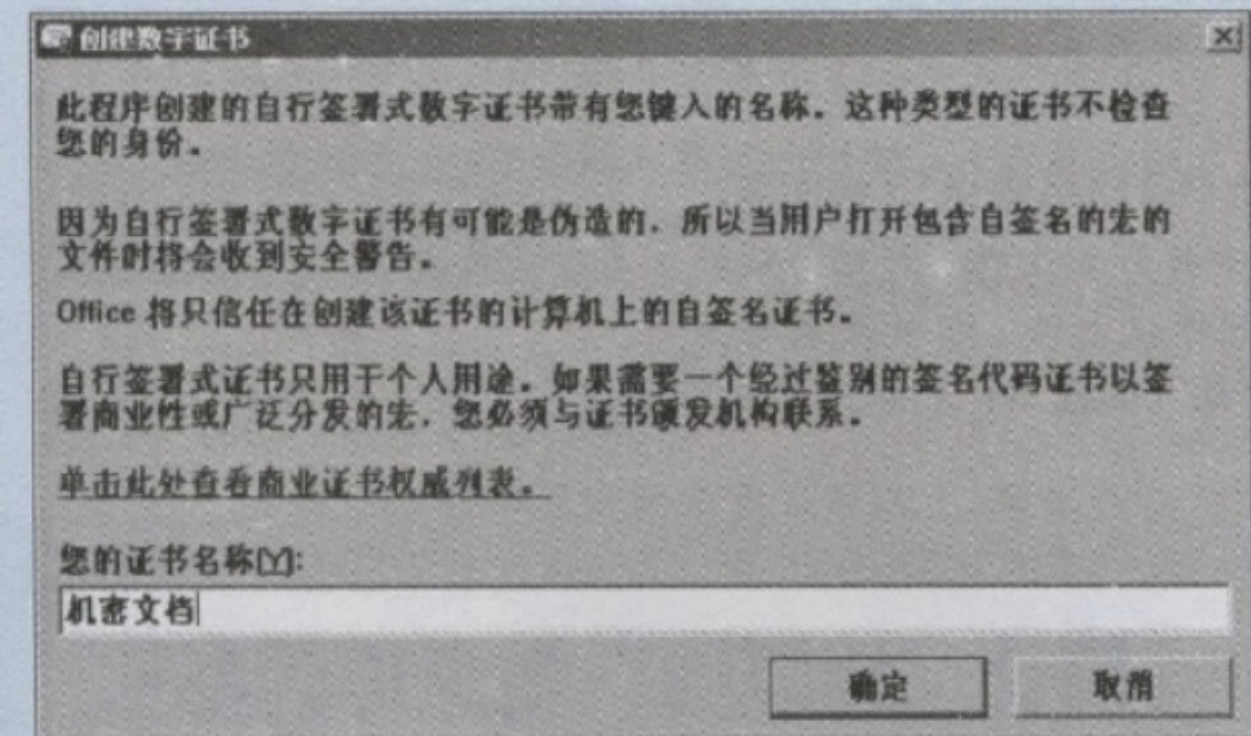 创建数字证书
此程序创建的自行签署式数字证书带有您键入的名称。这种类型的证书不检查
您的身份。
因为自行签署式数字证书有可能是伪造的，所以当用户打开包含自签名的宏的
文件时将会收到安全警告。
Office 将只信任在创建该证书的计算机上的自签名证书。
自行签署式证书只用于个人用途。如果需要一个经过鉴别的签名代码证书以签
署商业性或广泛分发的宏，您必须与证书颁发机构联系。
单击此处查看商业证书权威列表。
您的证书名称(Y):
机密文档
确定 取消